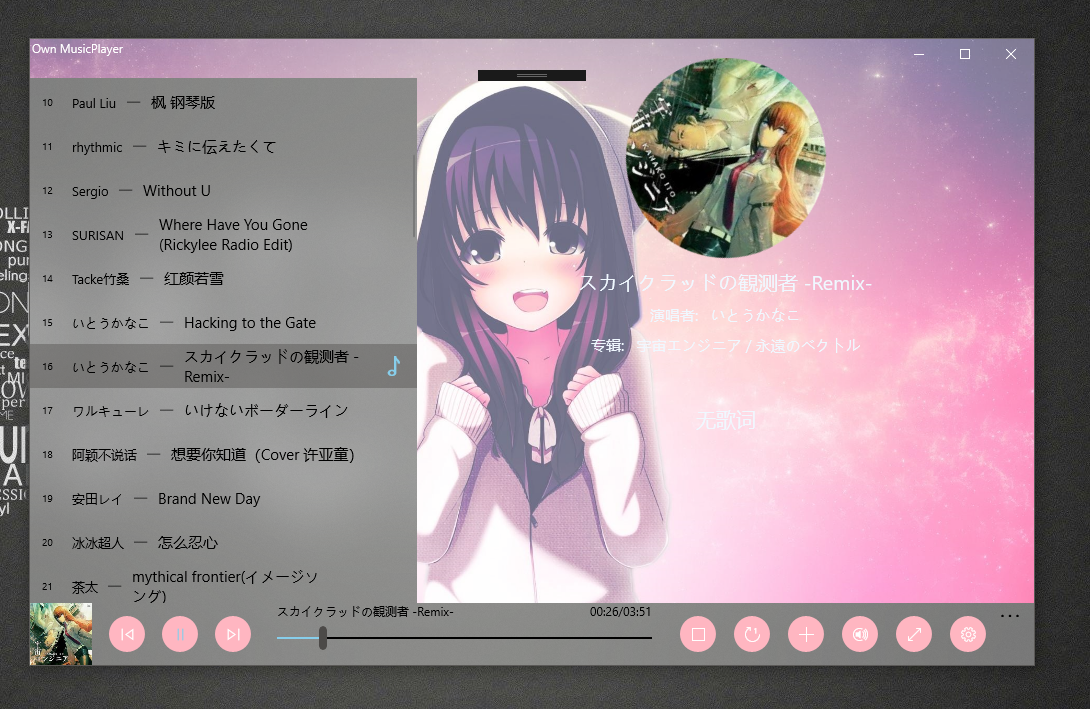 Own MusicPlayer
10 Paul Liu — 枫 钢琴版
11 rhythmic — キミに伝えたくて
12 Sergio — Without U
13 SURISAN — Where Have You Gone
(Rickylee Radio Edit)
14 Tacke竹桑 — 红颜若雪
15 いとうかなこ — Hacking to the Gate
16 いとうかなこ — スカイクラッドの観測者 -
Remix-
17 ワルキューレ — いけないボーダーライン
18 阿颖不说话 — 想要你知道（Cover 许亚童）
19 安田レイ — Brand New Day
20 冰冰超人 — 怎么忍心
21 茶太 — mythical frontier(イメージソ
ング)
KANAKO ITO
スカイクラッドの観測者 -Remix-
演唱者: いとうかなこ
专辑: 宇宙エンジニア / 永遠のベクトル
无歌词
スカイクラッドの観測者 -Remix-
00:26/03:51